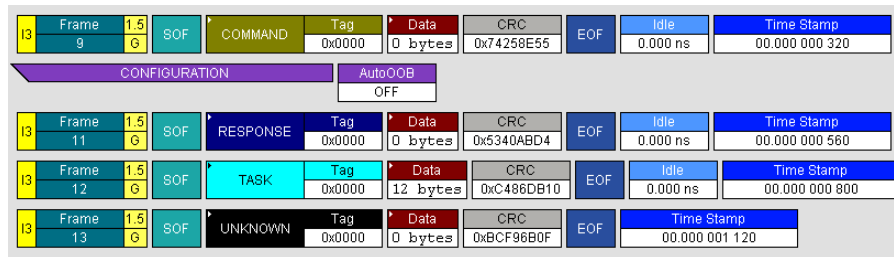 I3 Frame 1.5 SOF COMMAND Tag Data CRC EOF Idle Time Stamp
9 G 0x0000 0 bytes 0x74258E55 0.000 ns 00.000 000 320
CONFIGURATION AutoOOB
OFF
I3 Frame 1.5 SOF RESPONSE Tag Data CRC EOF Idle Time Stamp
11 G 0x0000 0 bytes 0x5340ABD4 0.000 ns 00.000 000 560
I3 Frame 1.5 SOF TASK Tag Data CRC EOF Idle Time Stamp
12 G 0x0000 12 bytes 0xC486DB10 0.000 ns 00.000 000 800
I3 Frame 1.5 SOF UNKNOWN Tag Data CRC EOF Time Stamp
13 G 0x0000 0 bytes 0xBCF96B0F 00.000 001 120